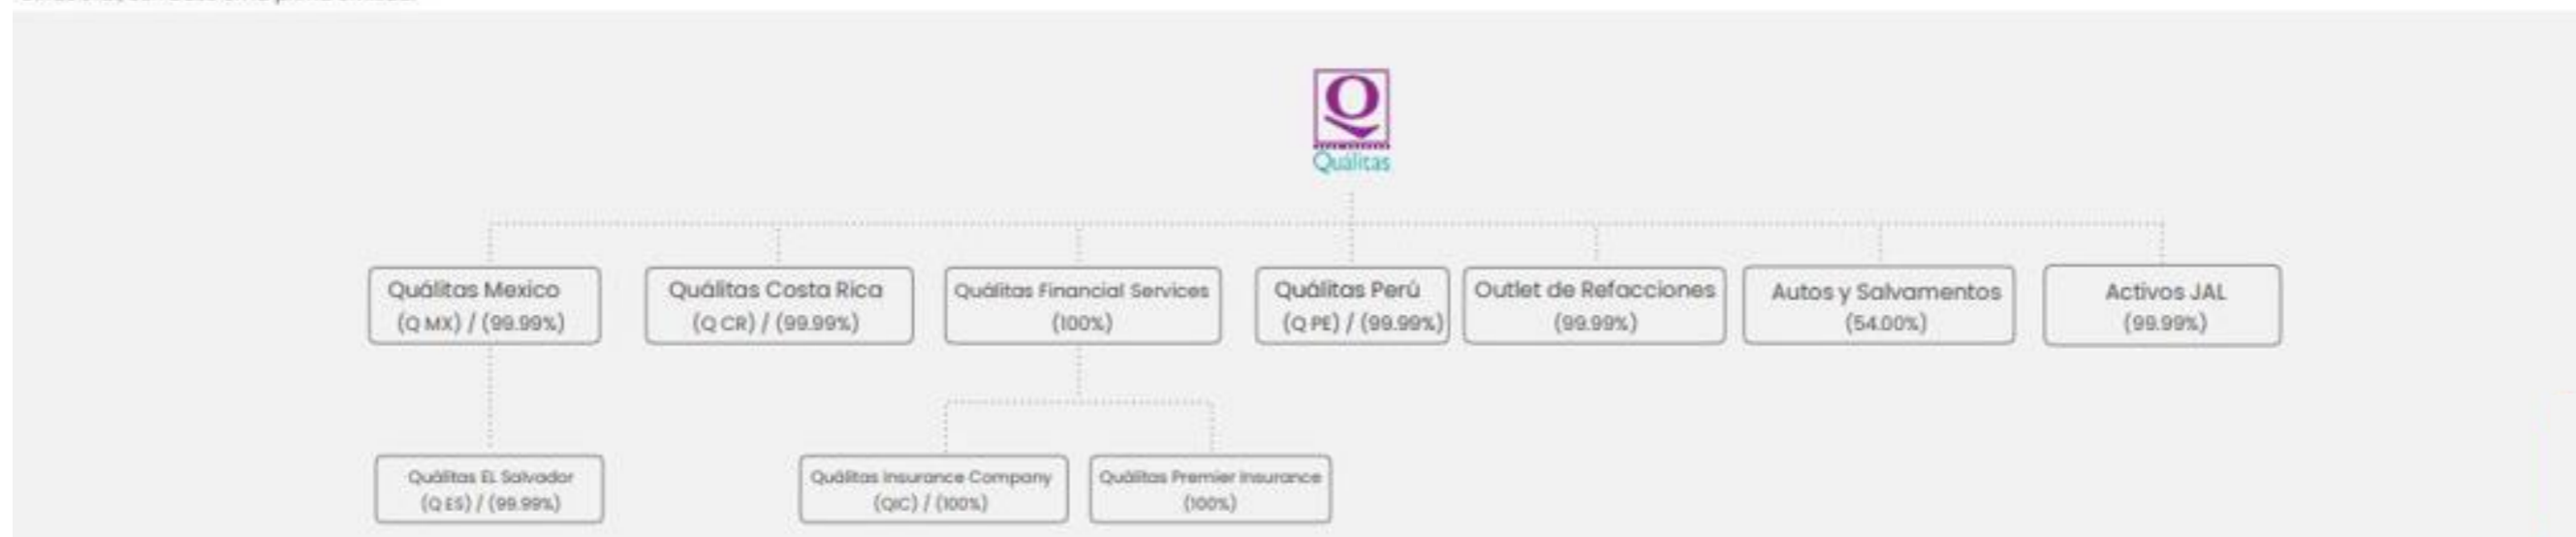 Q
Quálitas
Quálitas Mexico
(Q MX) / (99.99%)
Quálitas Costa Rica
(Q CR) / (99.99%)
Quálitas Financial Services
(100%)
Quálitas Perú
(Q PE) / (99.99%)
Outlet de Refacciones
(99.99%)
Autos y Salvamentos
(54.00%)
Activos JAL
(99.99%)
Quálitas EL Salvador
(Q ES) / (99.99%)
Quálitas Insurance Company
(QIC) / (100%)
Quálitas Premier Insurance
(100%)